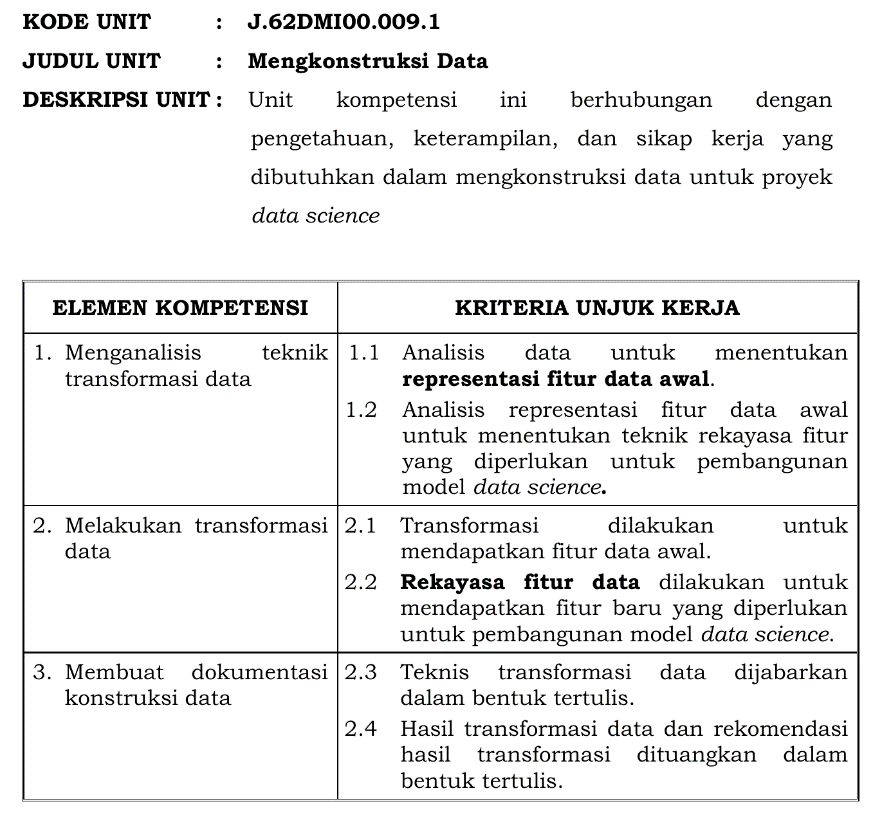 KODE UNIT : J.62DMI00.009.1
JUDUL UNIT : Mengkonstruksi Data
DESKRIPSI UNIT : Unit kompetensi ini berhubungan dengan
pengetahuan, keterampilan, dan sikap kerja yang
dibutuhkan dalam mengkonstruksi data untuk proyek
data science
ELEMEN KOMPETENSI
KRITERIA UNJUK KERJA
1. Menganalisis teknik
transformasi data
1.1 Analisis data untuk menentukan
representasi fitur data awal.
1.2 Analisis representasi fitur data awal
untuk menentukan teknik rekayasa fitur
yang diperlukan untuk pembangunan
model data science.
2. Melakukan transformasi
data
2.1 Transformasi dilakukan untuk
mendapatkan fitur data awal.
2.2 Rekayasa fitur data dilakukan untuk
mendapatkan fitur baru yang diperlukan
untuk pembangunan model data science.
3. Membuat dokumentasi
konstruksi data
2.3 Teknis transformasi data dijabarkan
dalam bentuk tertulis.
2.4 Hasil transformasi data dan rekomendasi
hasil transformasi dituangkan dalam
bentuk tertulis.